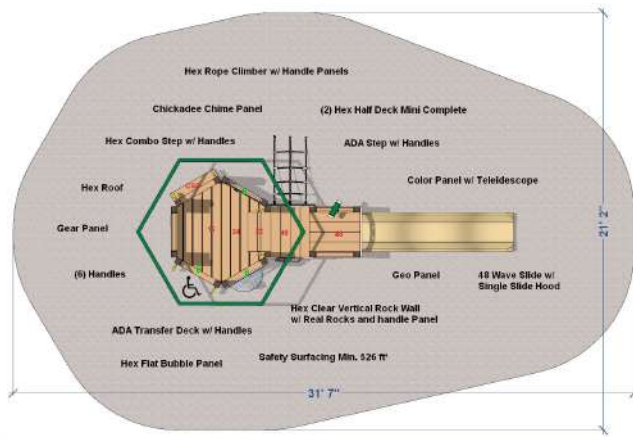 Hex Rope Climber w/ Handle Panels
Chickadee Chime Panel
(2) Hex Half Deck Mini Complete
Hex Combo Step w/ Handles
ADA Step w/ Handles
Hex Roof
Color Panel w/ Teleidescope
Gear Panel
21' 2"
(6) Handles
Geo Panel
48 Wave Slide w/
Single Slide Hood
Hex Clear Vertical Rock Wall
w/ Real Rocks and handle Panel
ADA Transfer Deck w/ Handles
Hex Flat Bubble Panel
Safety Surfacing Min. 526 ft²
31' 7"